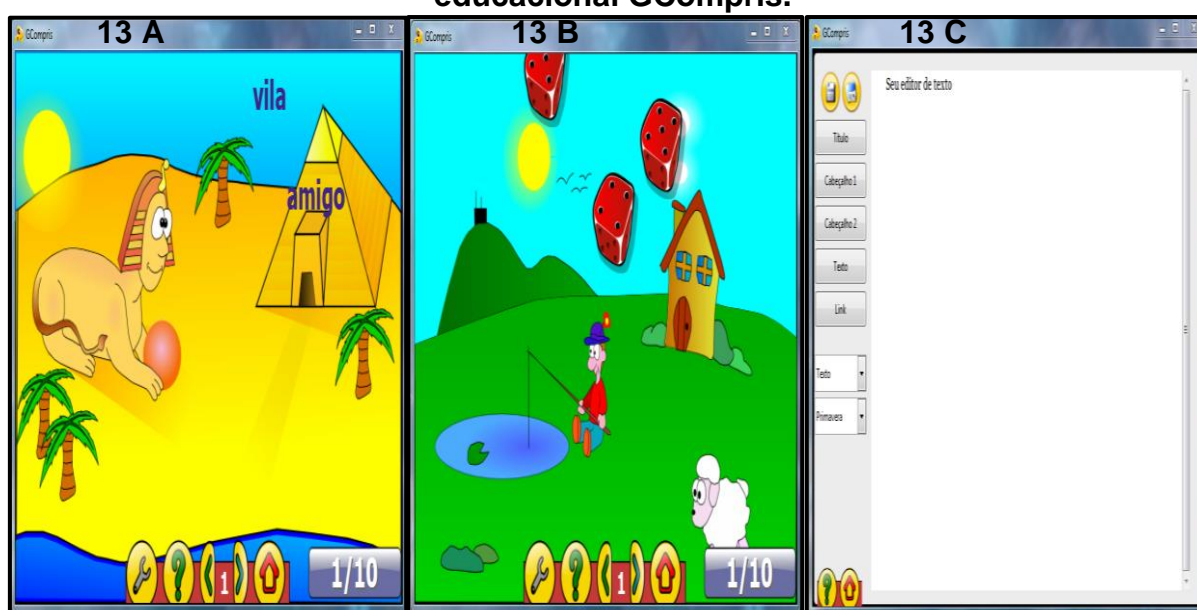 educacional GCompris.
13 A
GCompris
vila
amigo
1
1/10
13 B
GCompris
1
1/10
13 C
GCompris
Seu editor de texto
Título
Cabeçalho 1
Cabeçalho 2
Texto
Link
Texto
Primavera